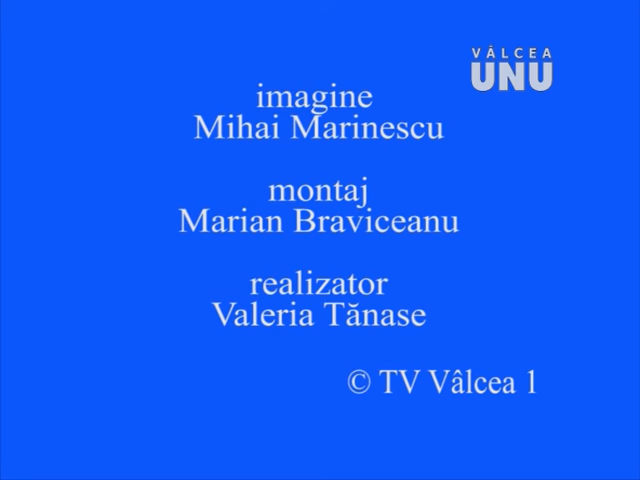 VÂLCEA
UNU
imagine
Mihai Marinescu
montaj
Marian Braviceanu
realizator
Valeria Tănase
© TV Vâlcea 1